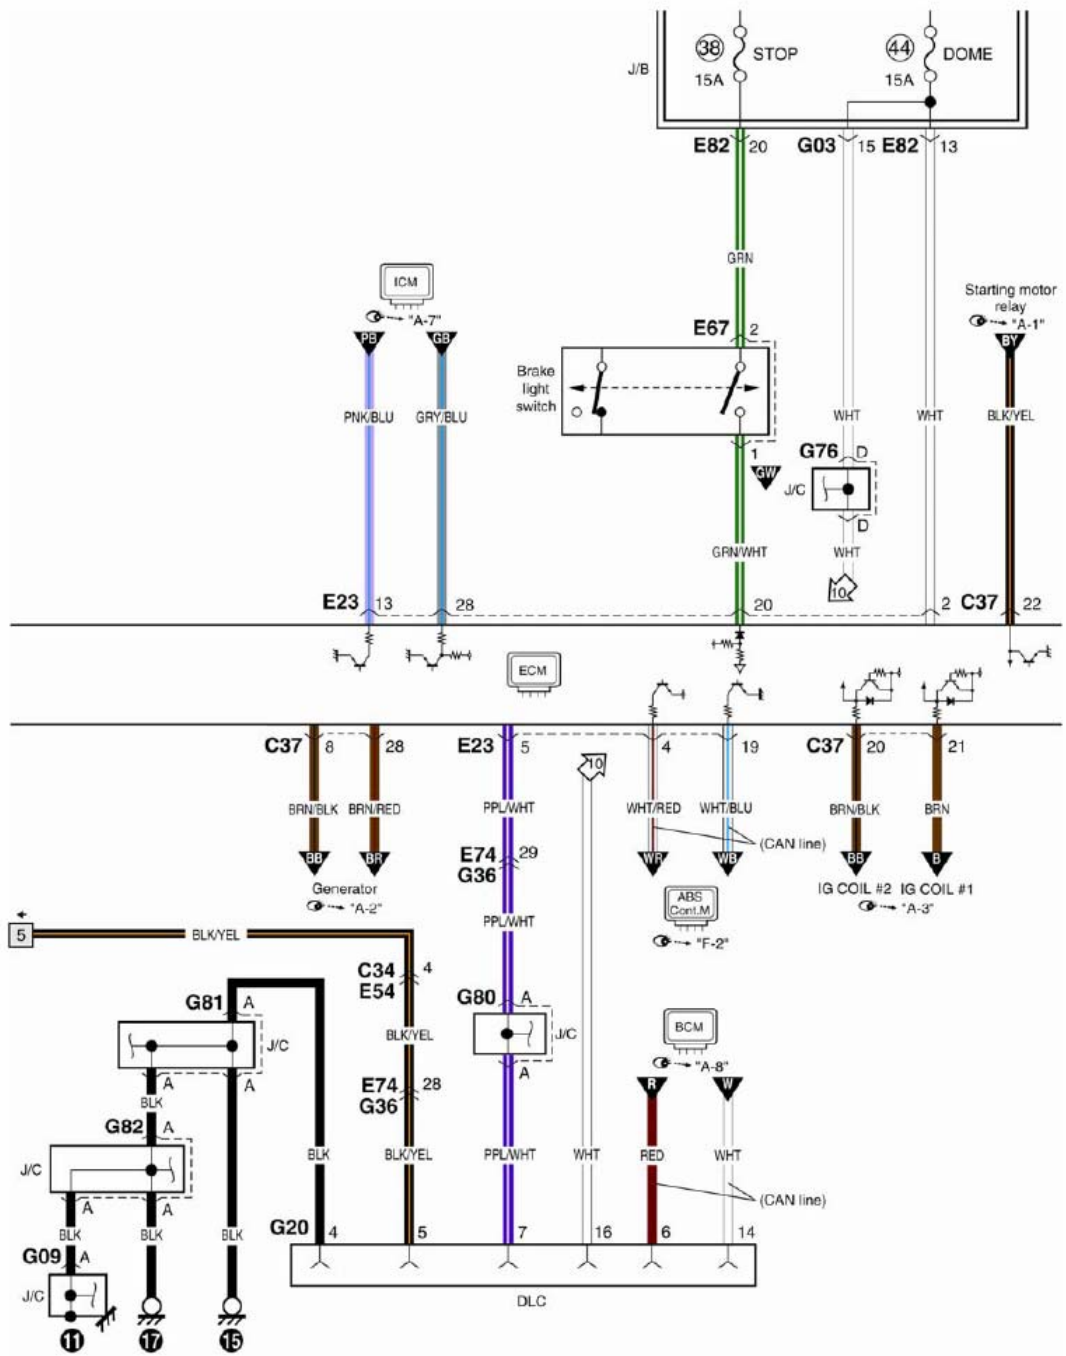 38 STOP 44 DOME
J/B 15A 15A
E82 20 G03 15 E82 13
GRN
ICM
"A-7"
Starting motor
relay
"A-1"
PB GB E67 2 BY
Brake
light
switch
PNK/BLU GRY/BLU WHT WHT BLK/YEL
1 G76 D
GW J/C
D
GRN/WHT WHT
10
E23 13 28 20 2 C37 22
ECM
C37 8 28 E23 5 4 19 C37 20 21
10
BRN/BLK BRN/RED PPL/WHT WHT/RED WHT/BLU BRN/BLK BRN
(CAN line)
E74 29
G36
BB BR WR WB BB B
Generator
"A-2"
IG COIL #2 IG COIL #1
"A-3"
ABS
Cont.M
"F-2"
PPL/WHT
5 BLK/YEL
C34 4
E54
G81 A G80 A
J/C J/C
BLK/YEL
BCM
"A-8"
A A A
E74 28
G36
R W
BLK
G82 A
J/C
BLK BLK/YEL PPL/WHT WHT RED WHT
(CAN line)
A A
BLK BLK BLK
G20 4 5 7 16 6 14
G09 A
J/C
DLC
11 17 15